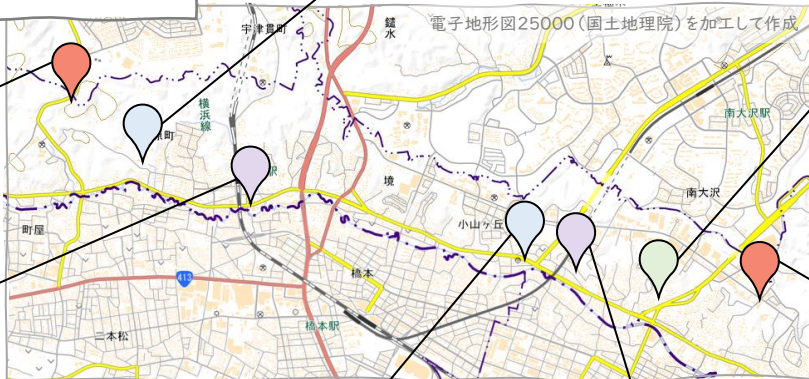 電子地形図25000(国土地理院)を加工して作成
宇津貫町
鑓水
横浜線
町
駅
南大沢駅
境
南大沢
小山ヶ丘
町屋
橋本
413
橋本駅
二本松